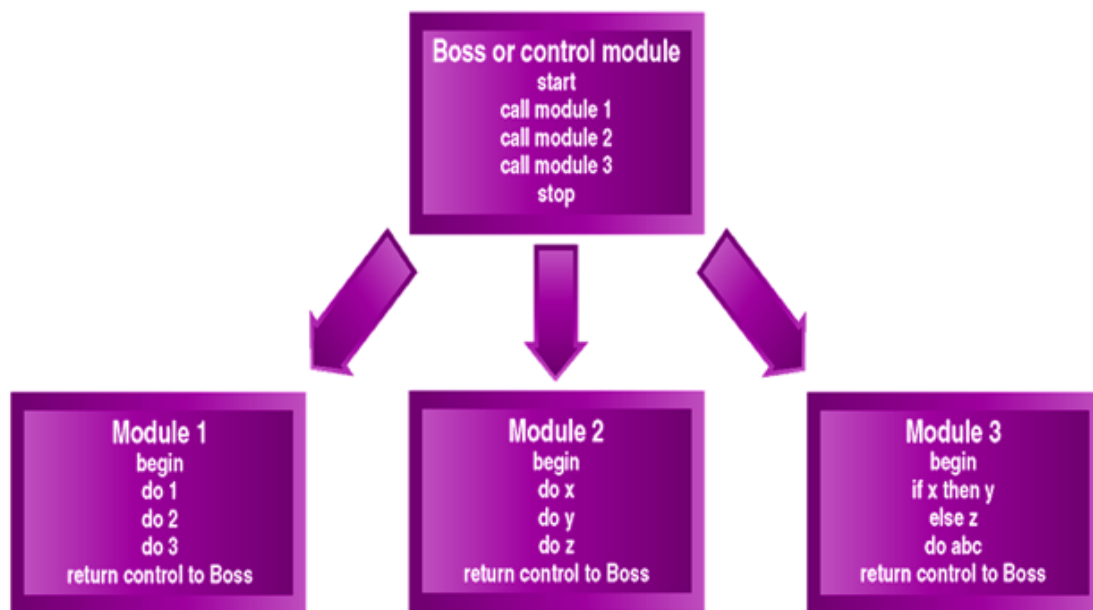 Boss or control module
start
call module 1
call module 2
call module 3
stop
Module 1
begin
do 1
do 2
do 3
return control to Boss
Module 2
begin
do x
do y
do z
return control to Boss
Module 3
begin
if x then y
else z
do abc
return control to Boss